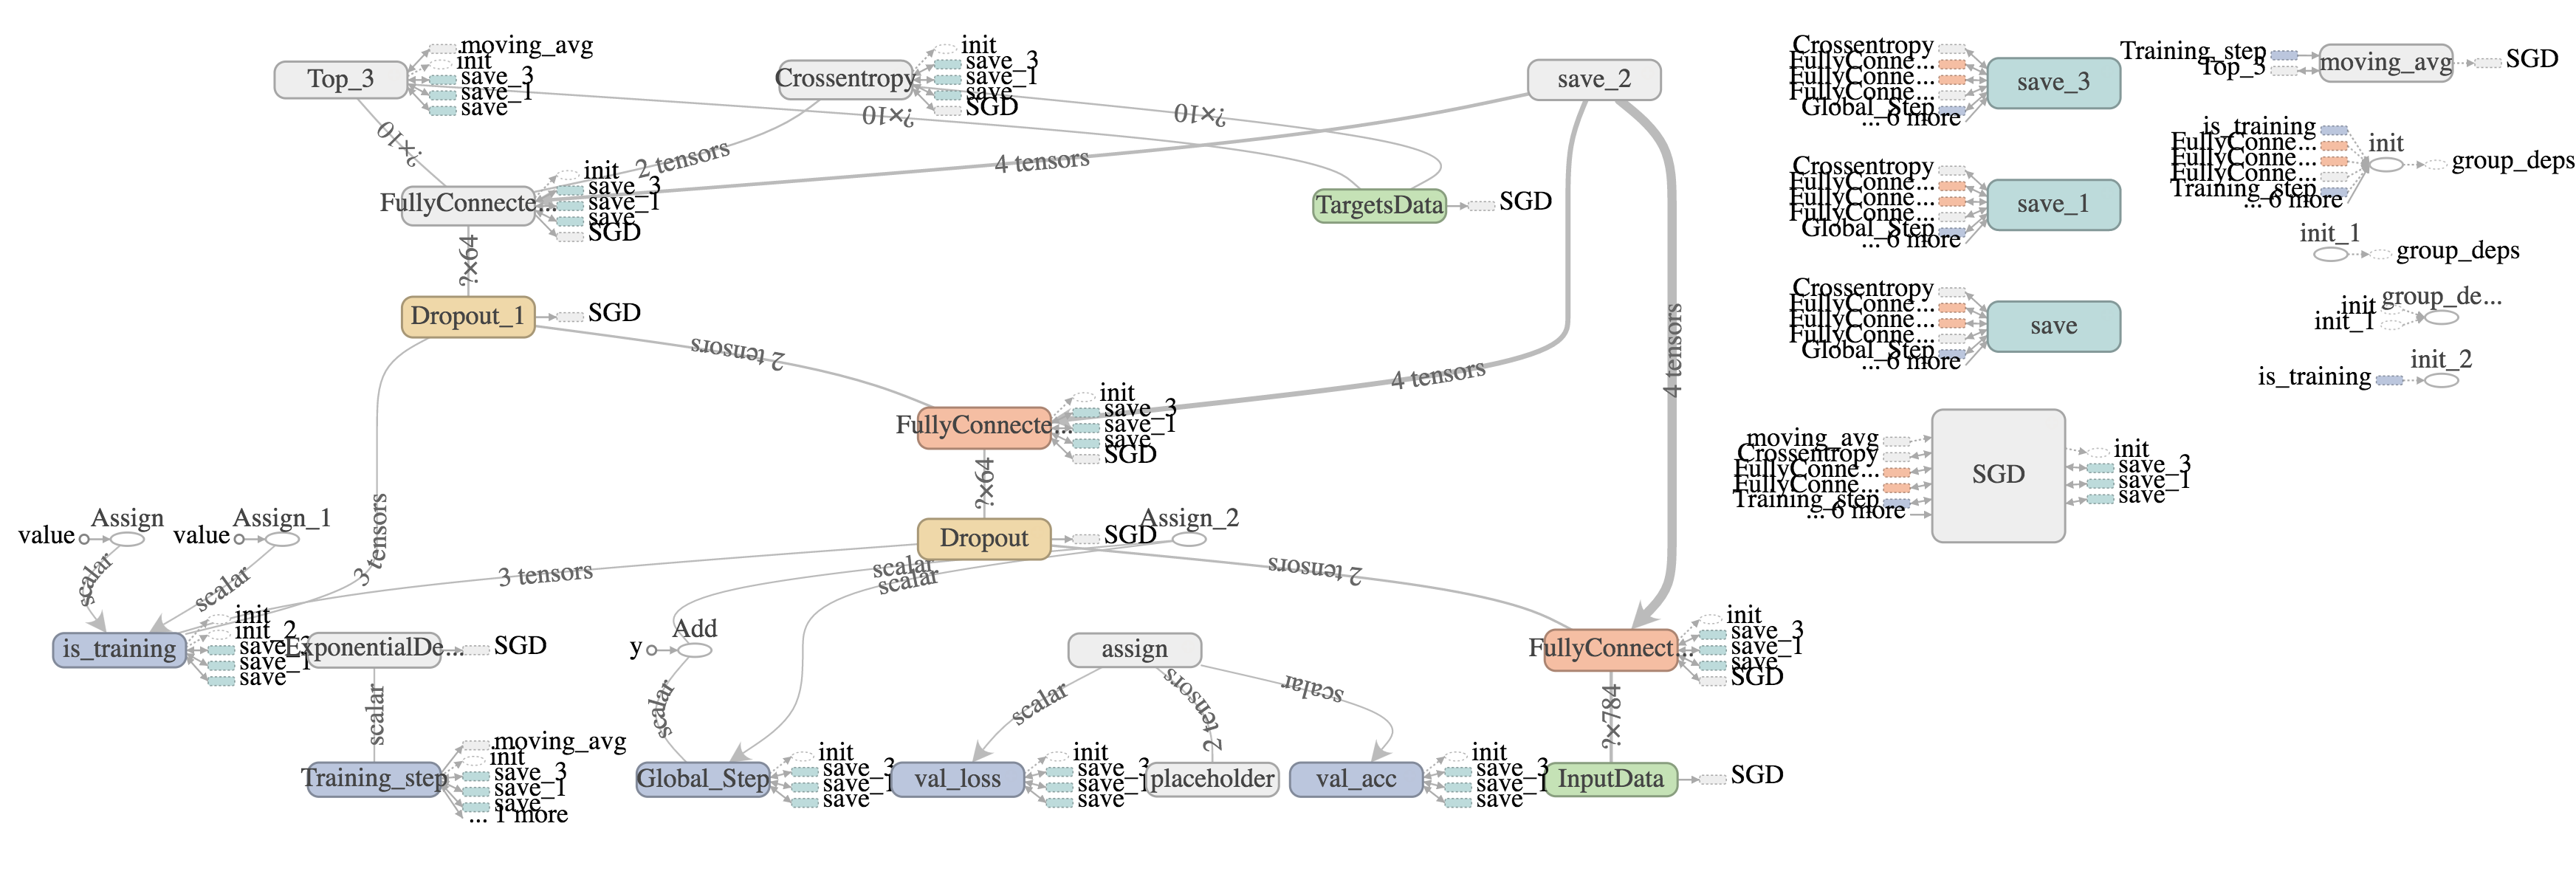 Top_3
moving_avg
init
save_3
save_1
save
Crossentropy
init
save_3
save_1
save
SGD
save_2
?×10
?×10
?×10
2 tensors
4 tensors
FullyConnecte...
init
save_3
save_1
save
SGD
TargetsData
SGD
?×64
Dropout_1
SGD
2 tensors
4 tensors
4 tensors
FullyConnecte...
init
save_3
save_1
save
SGD
?×64
3 tensors
value
Assign
value
Assign_1
Dropout
SGD
Assign_2
scalar
scalar
3 tensors
scalar
scalar
2 tensors
is_training
init
init_2
save_3
save_1
save
ExponentialDe...
SGD
y
Add
assign
FullyConnect...
init
save_3
save_1
save
SGD
scalar
scalar
scalar
2 tensors
scalar
?×784
Training_step
moving_avg
init
save_3
save_1
save
... 1 more
Global_Step
init
save_3
save_1
save
val_loss
init
save_3
save_1
save
placeholder
val_acc
init
save_3
save_1
save
InputData
SGD
Crossentropy
FullyConne...
FullyConne...
FullyConne...
Global_Step
... 6 more
save_3
Crossentropy
FullyConne...
FullyConne...
FullyConne...
Global_Step
... 6 more
save_1
Crossentropy
FullyConne...
FullyConne...
FullyConne...
Global_Step
... 6 more
save
moving_avg
Crossentropy
FullyConne...
FullyConne...
Training_step
... 6 more
SGD
init
save_3
save_1
save
Training_step
Top_3
moving_avg
SGD
is_training
FullyConne...
FullyConne...
FullyConne...
Training_step
... 6 more
init
group_deps
init_1
group_deps
init
init_1
group_de...
is_training
init_2